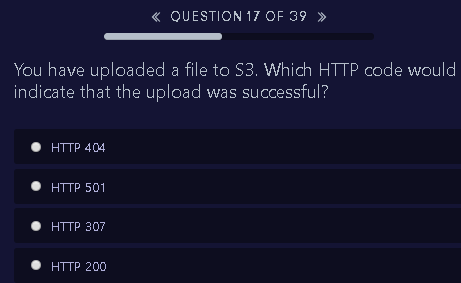 « QUESTION 17 OF 39 »
You have uploaded a file to S3. Which HTTP code would
indicate that the upload was successful?
HTTP 404
HTTP 501
HTTP 307
HTTP 200